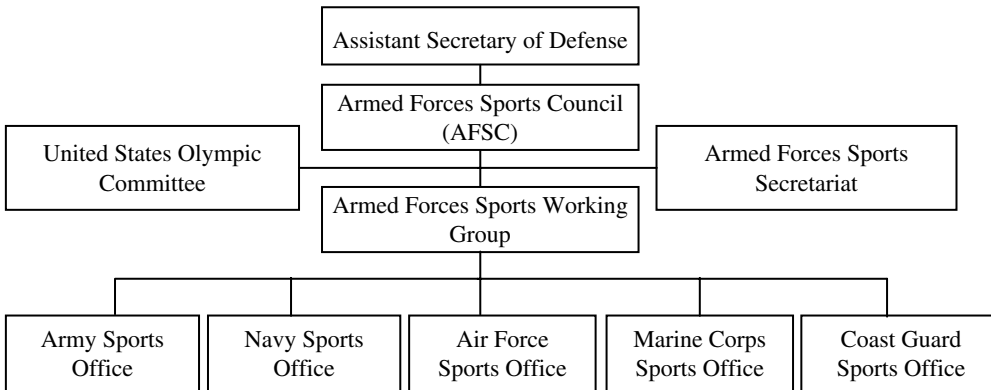 Assistant Secretary of Defense
Armed Forces Sports Council
(AFSC)
United States Olympic
Committee
Armed Forces Sports
Secretariat
Armed Forces Sports Working
Group
Army Sports
Office
Navy Sports
Office
Air Force
Sports Office
Marine Corps
Sports Office
Coast Guard
Sports Office